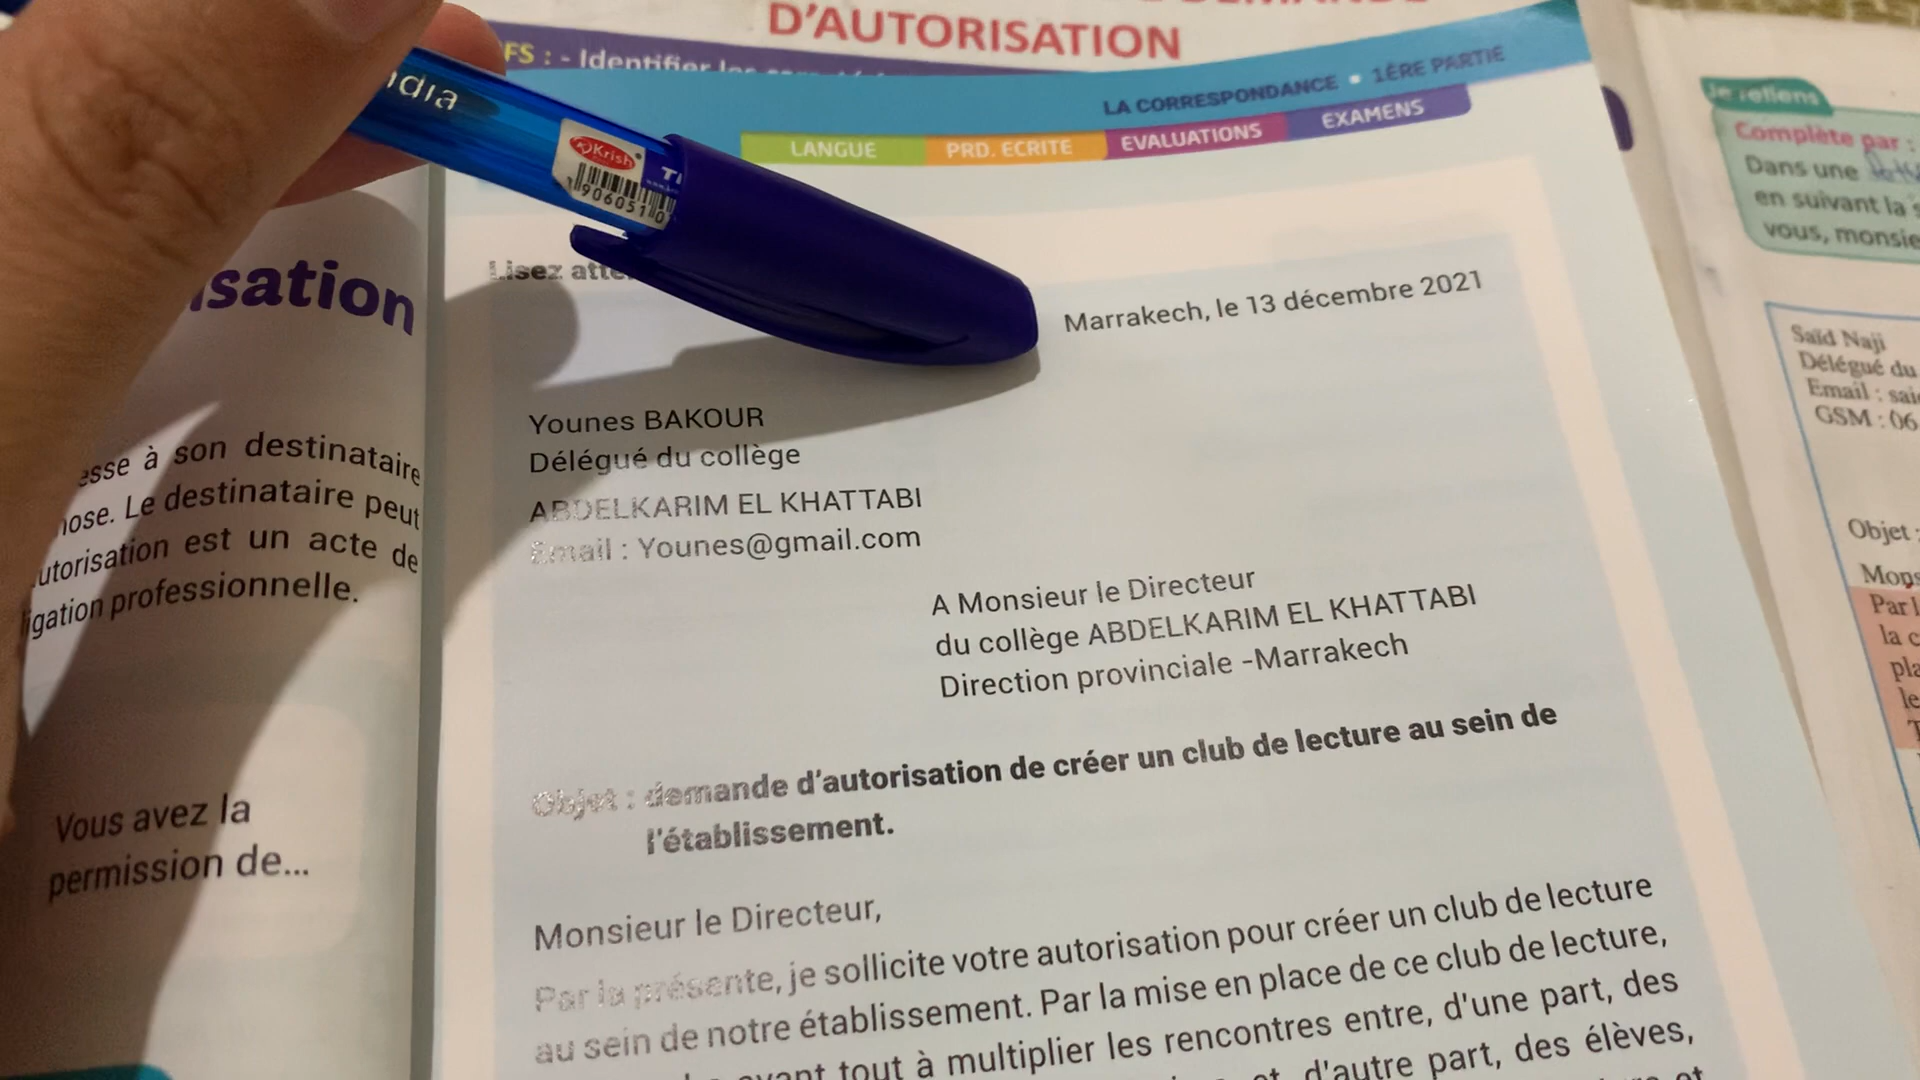 D'AUTORISATION
FS : - Identifier les
LA CORRESPONDANCE • 1ÈRE PARTIE
LANGUE PRD. ECRITE EVALUATIONS EXAMENS
Krish
Lisez
Marrakech, le 13 décembre 2021
Younes BAKOUR
Délégué du collège
ABDELKARIM EL KHATTABI
Email : Younes@gmail.com
A Monsieur le Directeur
du collège ABDELKARIM EL KHATTABI
Direction provinciale -Marrakech
Objet : demande d'autorisation de créer un club de lecture au sein de
l'établissement.
Monsieur le Directeur,
Par la présente, je sollicite votre autorisation pour créer un club de lecture
au sein de notre établissement. Par la mise en place de ce club de lecture,
avant tout à multiplier les rencontres entre, d'une part, des
et, d'autre part, des élèves,
et
sation
esse à son destinataire
ose. Le destinataire peut
utorisation est un acte de
igation professionnelle.
Vous avez la
permission de...
Je retiens
Complète par :
Dans une
en suivant la
vous, monsie
Saïd Naji
Délégué du
Email : saï
GSM : 06
Objet :
Mons
Par l
la c
pla
le